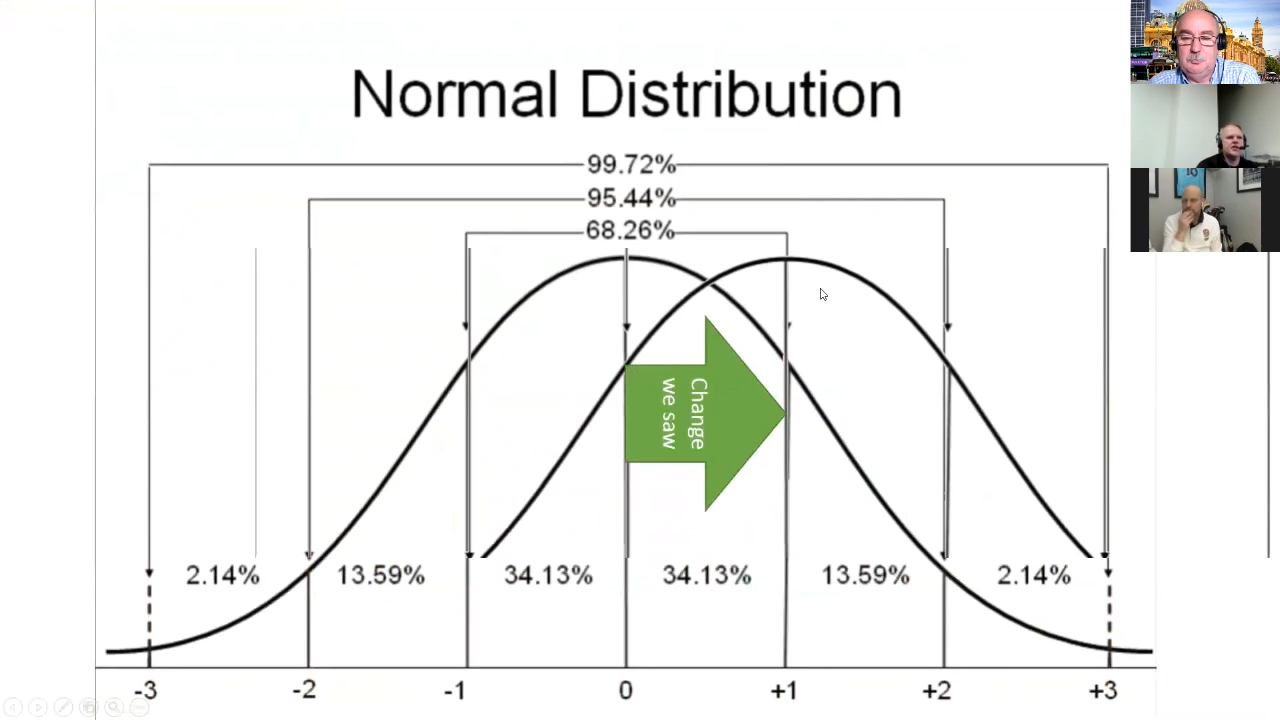 Normal Distribution
99.72%
95.44%
68.26%
Change
we saw
2.14% 13.59% 34.13% 34.13% 13.59% 2.14%
-3 -2 -1 0 +1 +2 +3